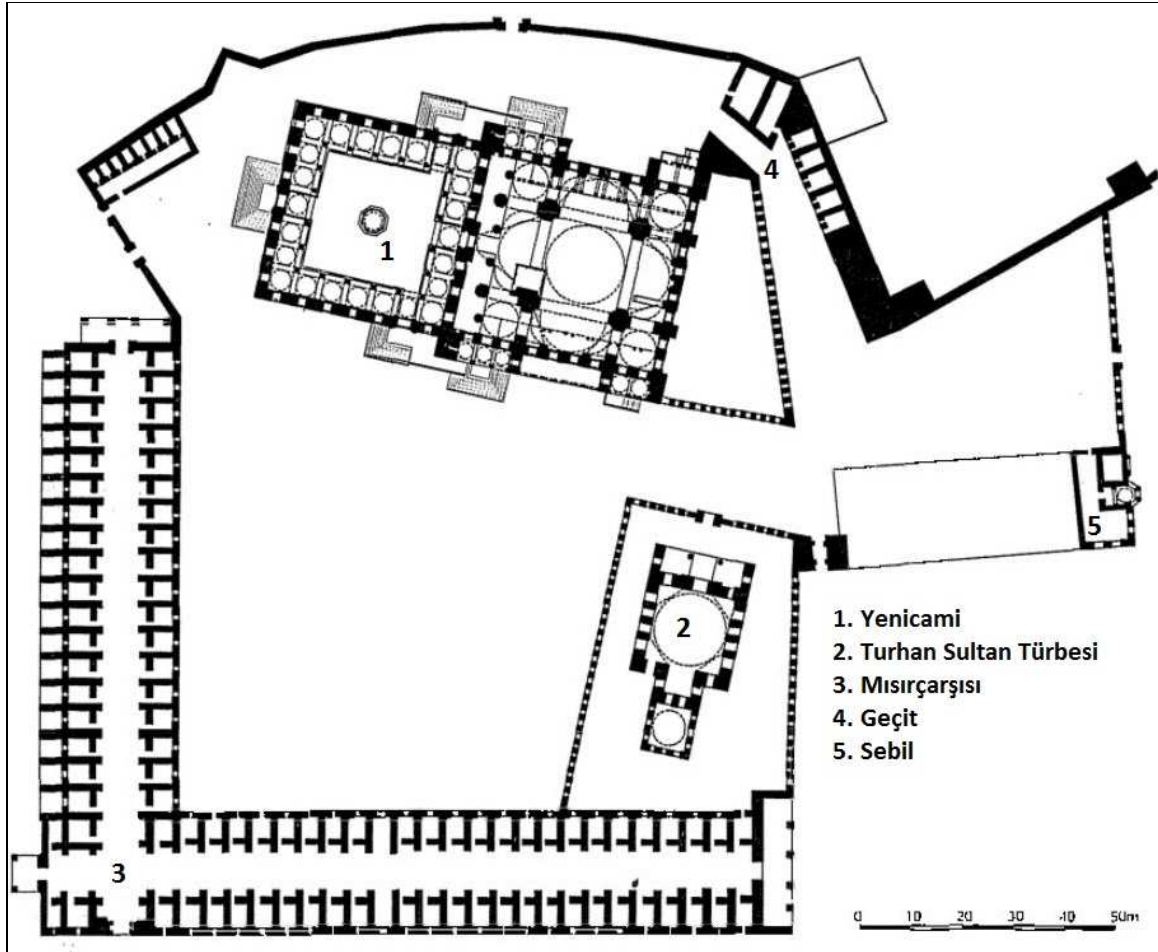 1
4
5
2
3
1. Yenicami
2. Turhan Sultan Türbesi
3. Mısırçarşısı
4. Geçit
5. Sebil
0 10 20 30 40 50m